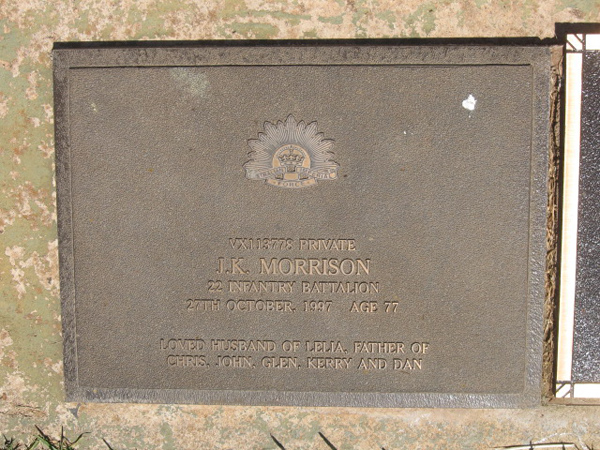 VX113778 PRIVATE
J.K. MORRISON
22 INFANTRY BATTALION
27TH OCTOBER, 1997 AGE 77
LOVED HUSBAND OF LELIA, FATHER OF
CHRIS, JOHN, GLEN, KERRY AND DAN